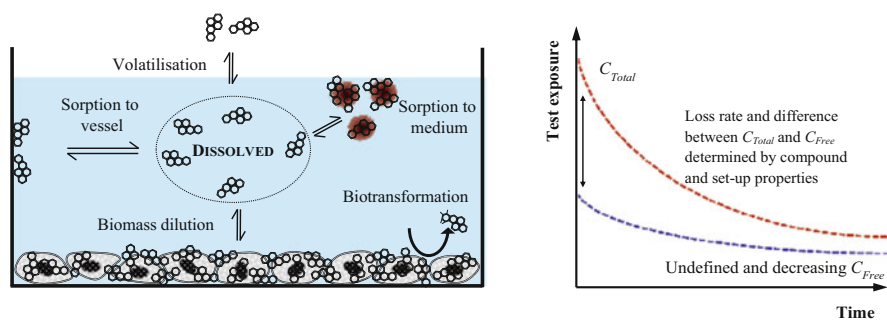 Volatilisation
Sorption to
vessel
Sorption to
medium
DISSOLVED
Biotransformation
Biomass dilution
Test exposure
C_Total
Loss rate and difference
between C_Total and C_Free
determined by compound
and set-up properties
Undefined and decreasing C_Free
Time